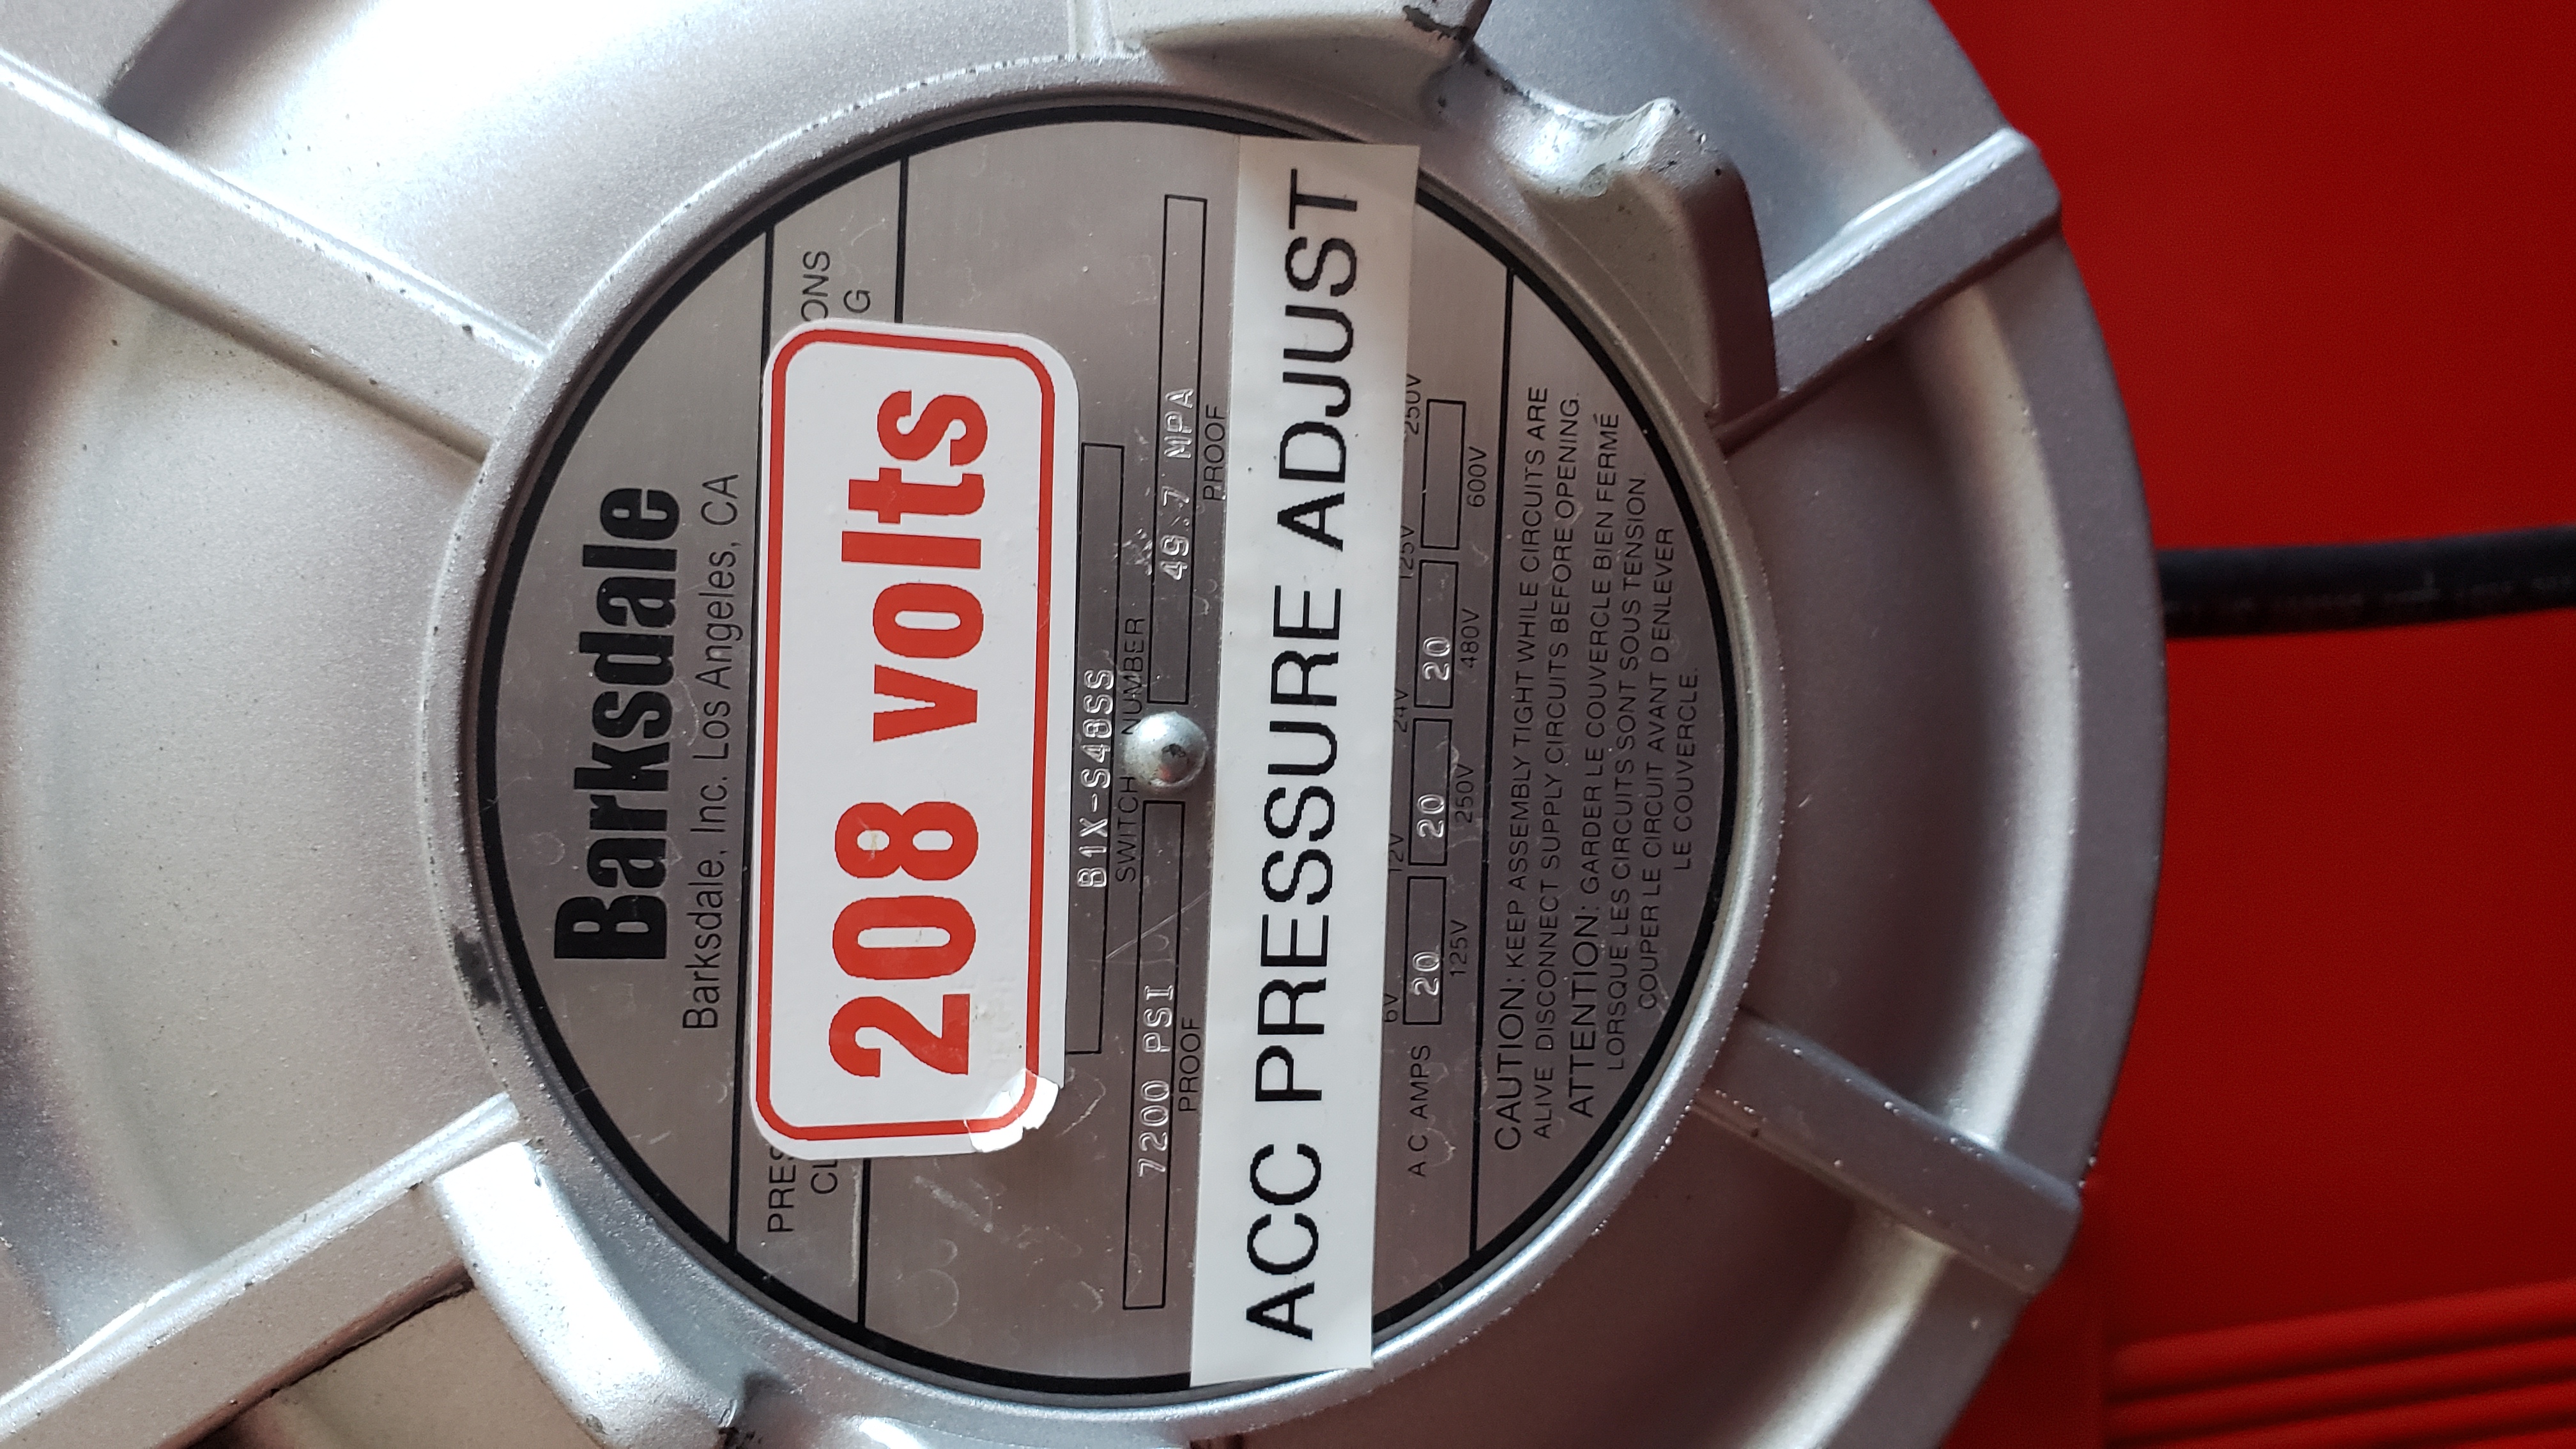 Barksdale
Barksdale, Inc. Los Angeles, CA
ONS
G
208 volts
B1X-S48SS
SWITCH NUMBER
7200 PSI 49.7 MPA
PROOF PROOF
ACC PRESSURE ADJUST
6V 12V 24V 125V 250V
A C AMPS 20 20 20
125V 250V 480V 600V
CAUTION: KEEP ASSEMBLY TIGHT WHILE CIRCUITS ARE
ALIVE DISCONNECT SUPPLY CIRCUITS BEFORE OPENING.
ATTENTION: GARDER LE COUVERCLE BIEN FERMÉ
LORSQUE LES CIRCUITS SONT SOUS TENSION.
COUPER LE CIRCUIT AVANT DENLEVER
LE COUVERCLE.